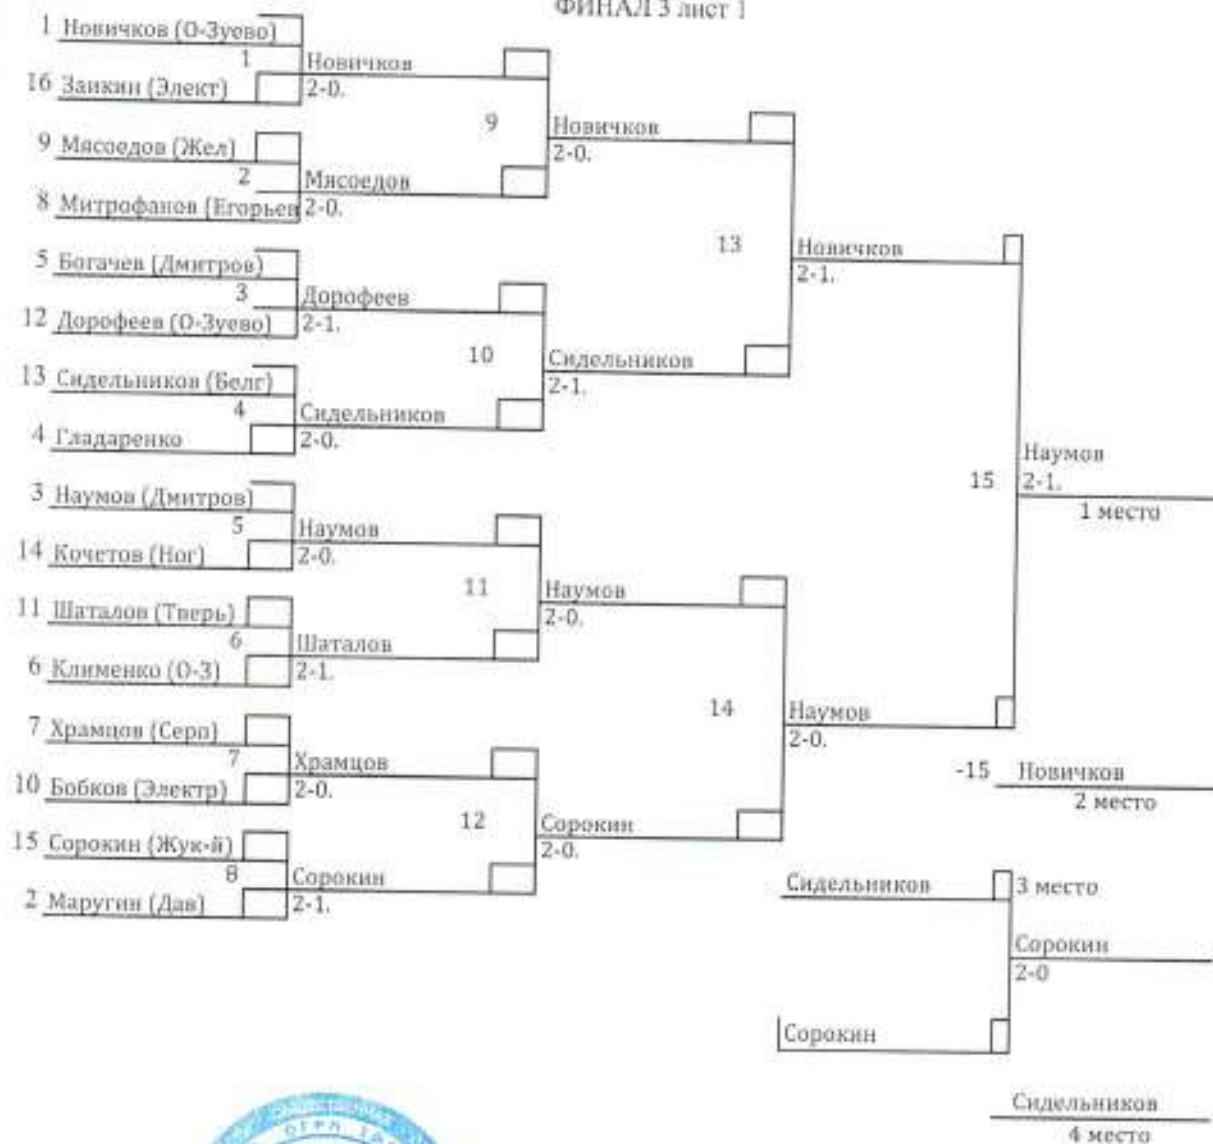 ФИНАЛ 3 лист 1
1 Новичков (О-Зуево)
1
Новичков
16 Заикин (Элект)
2-0.
9
Новичков
2-0.
9 Мясоедов (Жел)
2
Мясоедов
8 Митрофанов (Егорьев
2-0.
13
Новичков
2-1.
5 Богачев (Дмитров)
3
Дорофеев
12 Дорофеев (О-Зуево)
2-1.
10
Сидельников
2-1.
13 Сидельников (Белг)
4
Сидельников
4 Гладаренко
2-0.
15
Наумов
2-1.
1 место
3 Наумов (Дмитров)
5
Наумов
14 Кочетов (Ног)
2-0.
11
Наумов
2-0.
11 Шаталов (Тверь)
6
Шаталов
6 Клименко (О-З)
2-1.
14
Наумов
2-0.
7 Храмцов (Серп)
7
Храмцов
10 Бобков (Электр)
2-0.
12
Сорокин
2-0.
15 Сорокин (Жук-й)
8
Сорокин
2 Маругин (Дав)
2-1.
-15 Новичков
2 место
Сидельников
3 место
Сорокин
2-0
Сорокин
Сидельников
4 место